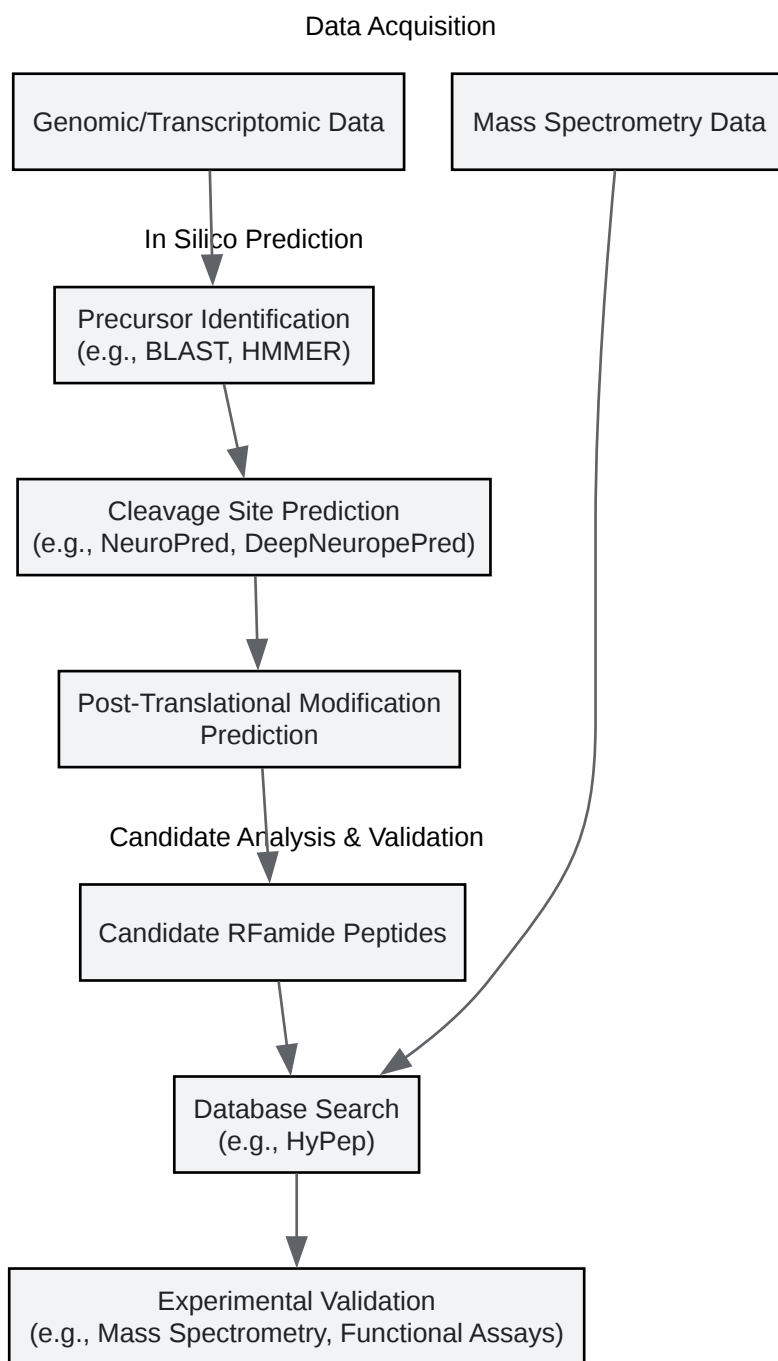 Data Acquisition
Genomic/Transcriptomic Data
Mass Spectrometry Data
In Silico Prediction
Precursor Identification
(e.g., BLAST, HMMER)
Cleavage Site Prediction
(e.g., NeuroPred, DeepNeuropePred)
Post-Translational Modification
Prediction
Candidate Analysis & Validation
Candidate RFamide Peptides
Database Search
(e.g., HyPep)
Experimental Validation
(e.g., Mass Spectrometry, Functional Assays)